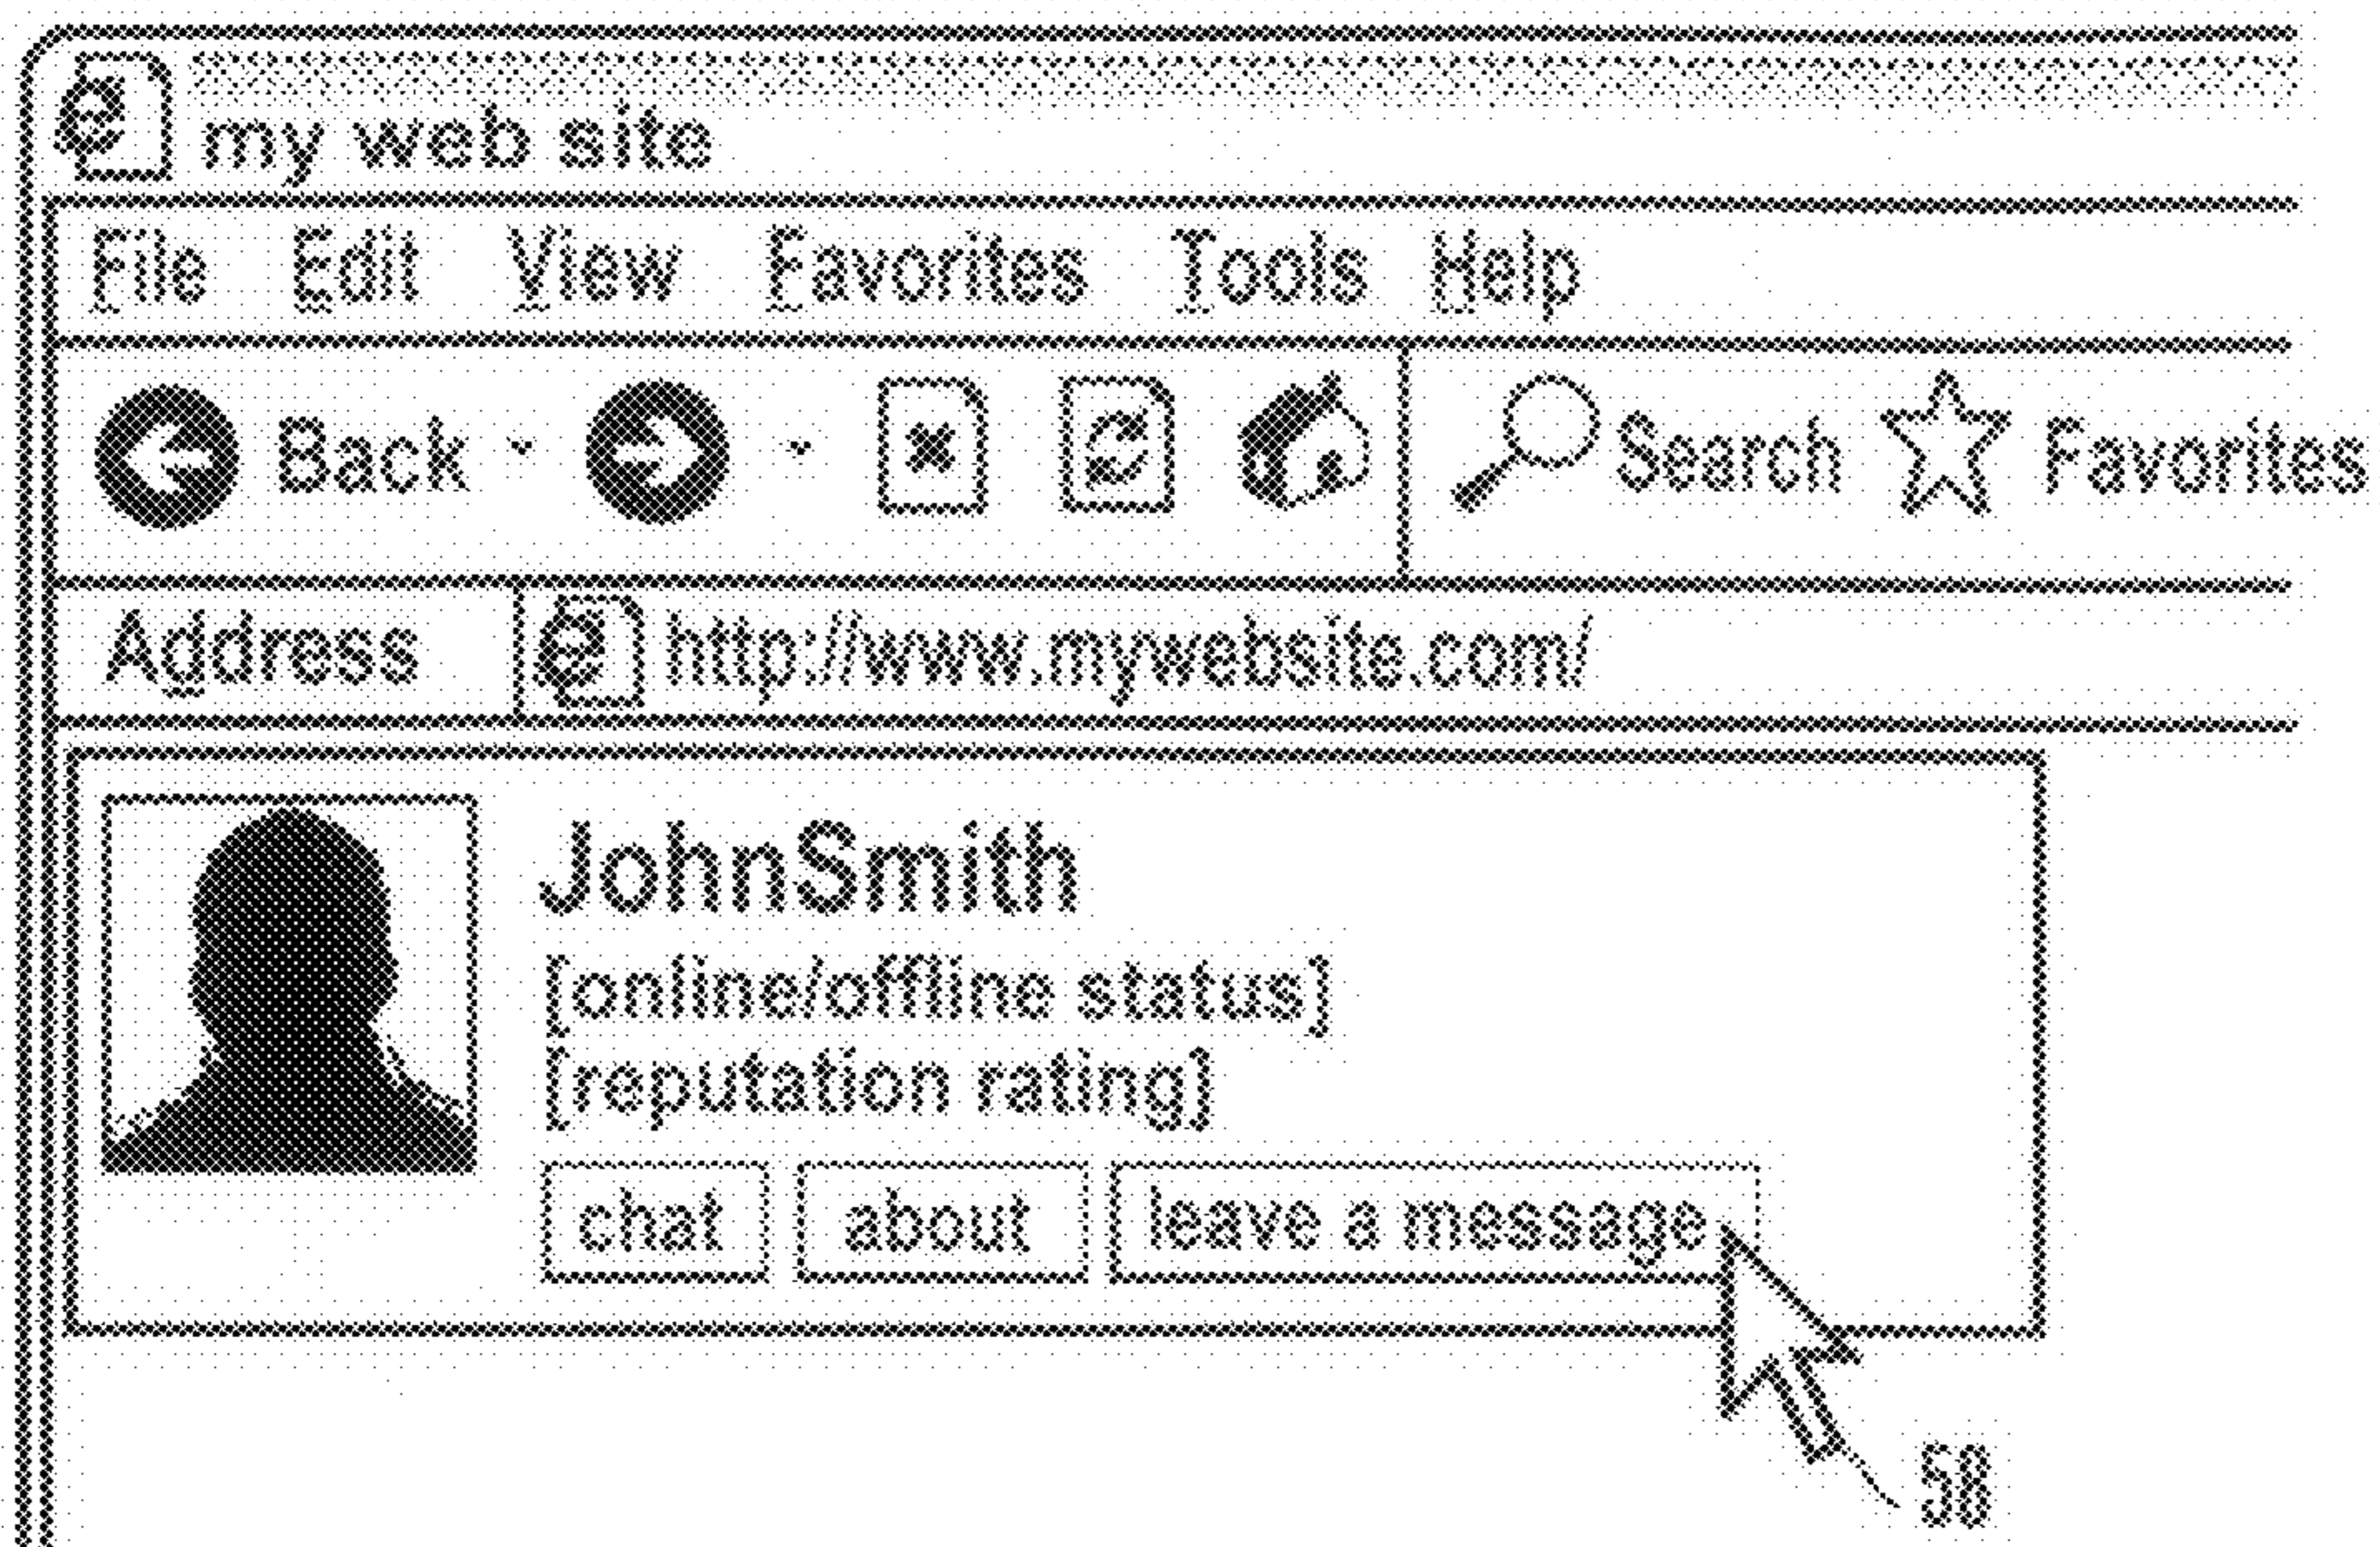 my web site
File Edit View Favorites Tools Help
Back Search Favorites
Address http://www.mywebsite.com/
JohnSmith
[online/offline status]
[reputation rating]
chat about leave a message
58